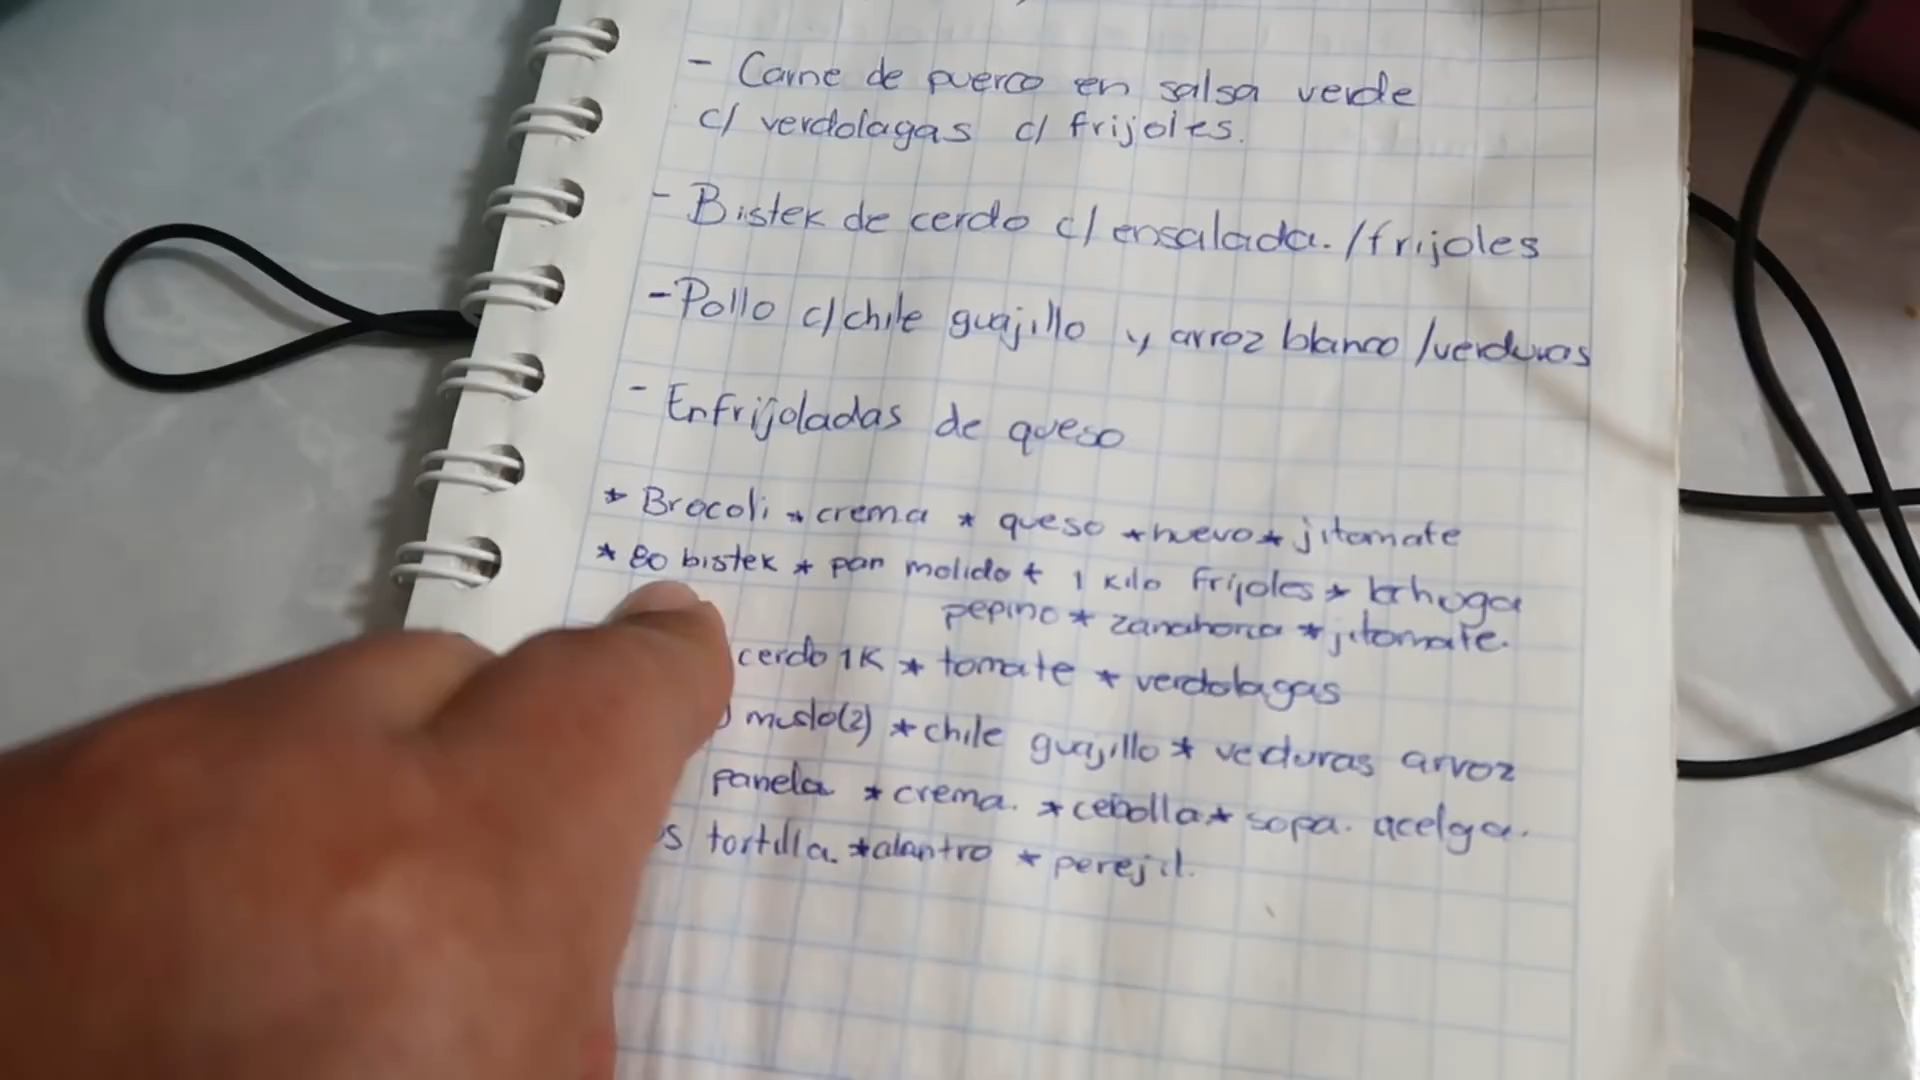 - Carne de puerco en salsa verde
c/ verdolagas c/ frijoles.
- Bistek de cerdo c/ ensalada. /frijoles
- Pollo c/chile guajillo y arroz blanco /verduras
- Enfrijoladas de queso
* Brocoli * crema * queso * huevo * jitomate
* 80 bistek * pan molido * 1 kilo frijoles *
pepino * zanahoria * jitomate.
cerdo 1K * tomate * verdolagas
muslo(2) * chile guajillo * veduras arroz
panela * crema. * cebolla * sopa. acelga.
tortilla. * cilantro * perejil.